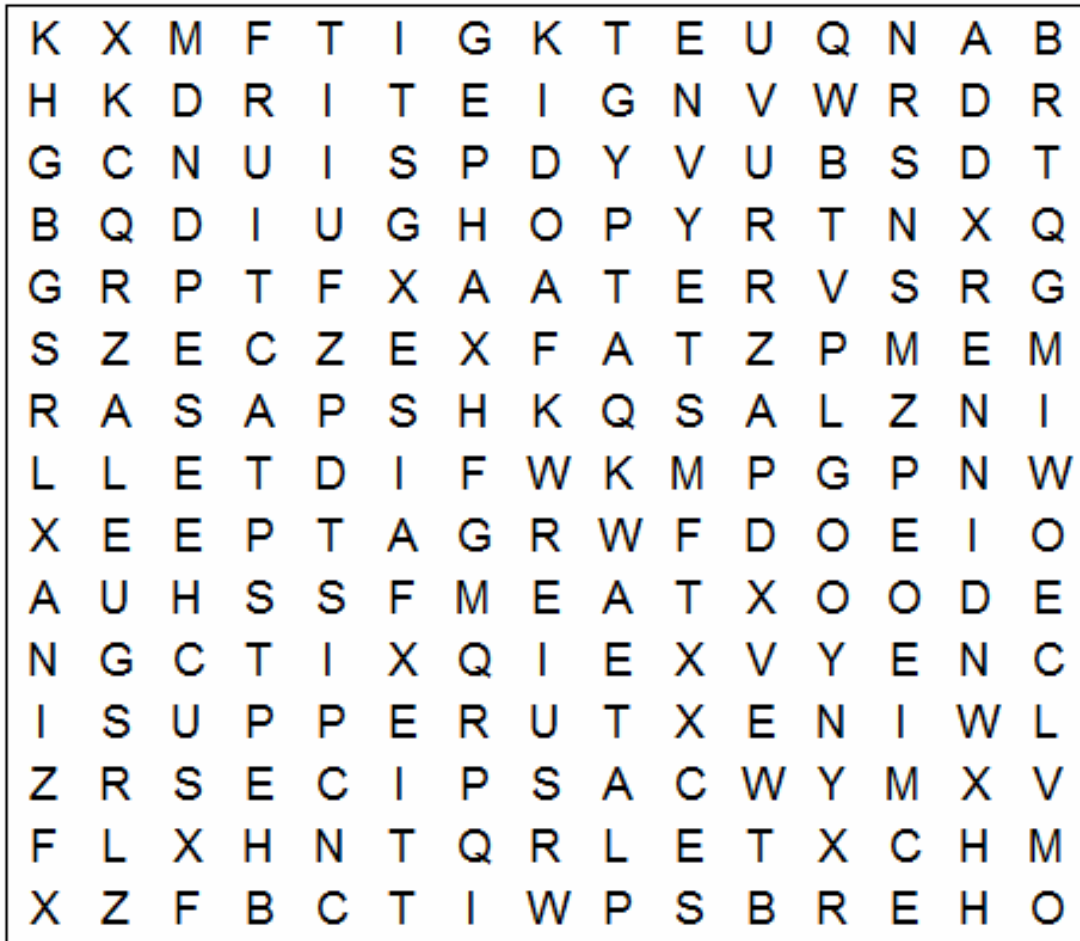 K X M F T I G K T E U Q N A B
H K D R I T E I G N V W R D R
G C N U I S P D Y V U B S D T
B Q D I U G H O P Y R T N X Q
G R P T F X A A T E R V S R G
S Z E C Z E X F A T Z P M E M
R A S A P S H K Q S A L Z N I
L L E T D I F W K M P G P N W
X E E P T A G R W F D O E I O
A U H S S F M E A T X O O D E
N G C T I X Q I E X V Y E N C
I S U P P E R U T X E N I W L
Z R S E C I P S A C W Y M X V
F L X H N T Q R L E T X C H M
X Z F B C T I W P S B R E H O